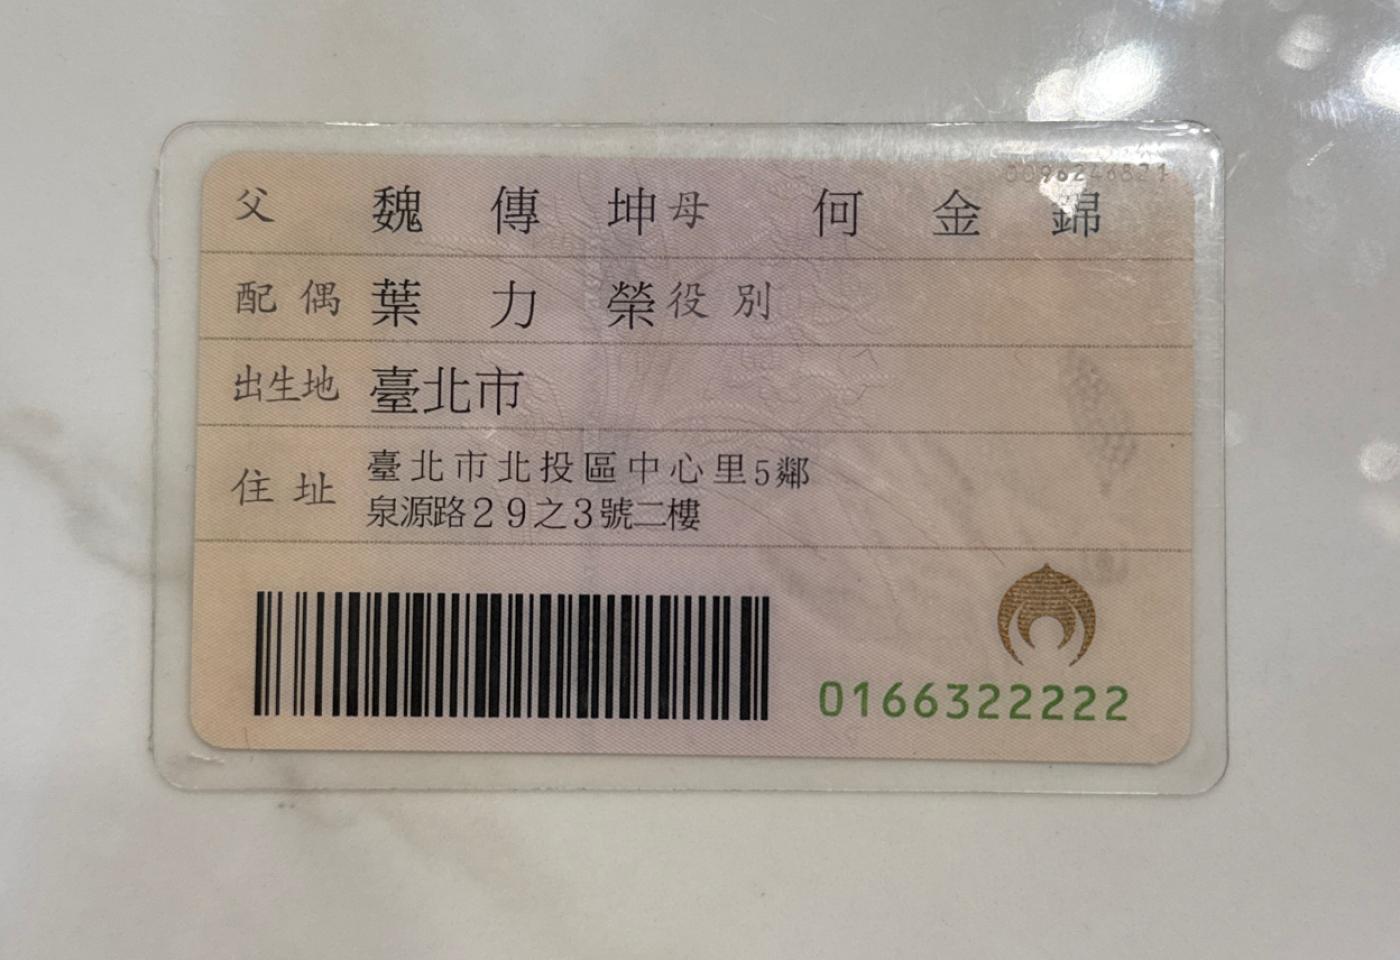 0096246821
父 魏傳坤 母 何金錦
配偶 葉力榮 役別
出生地 臺北市
住址 臺北市北投區中心里5鄰
泉源路29之3號二樓
0166322222